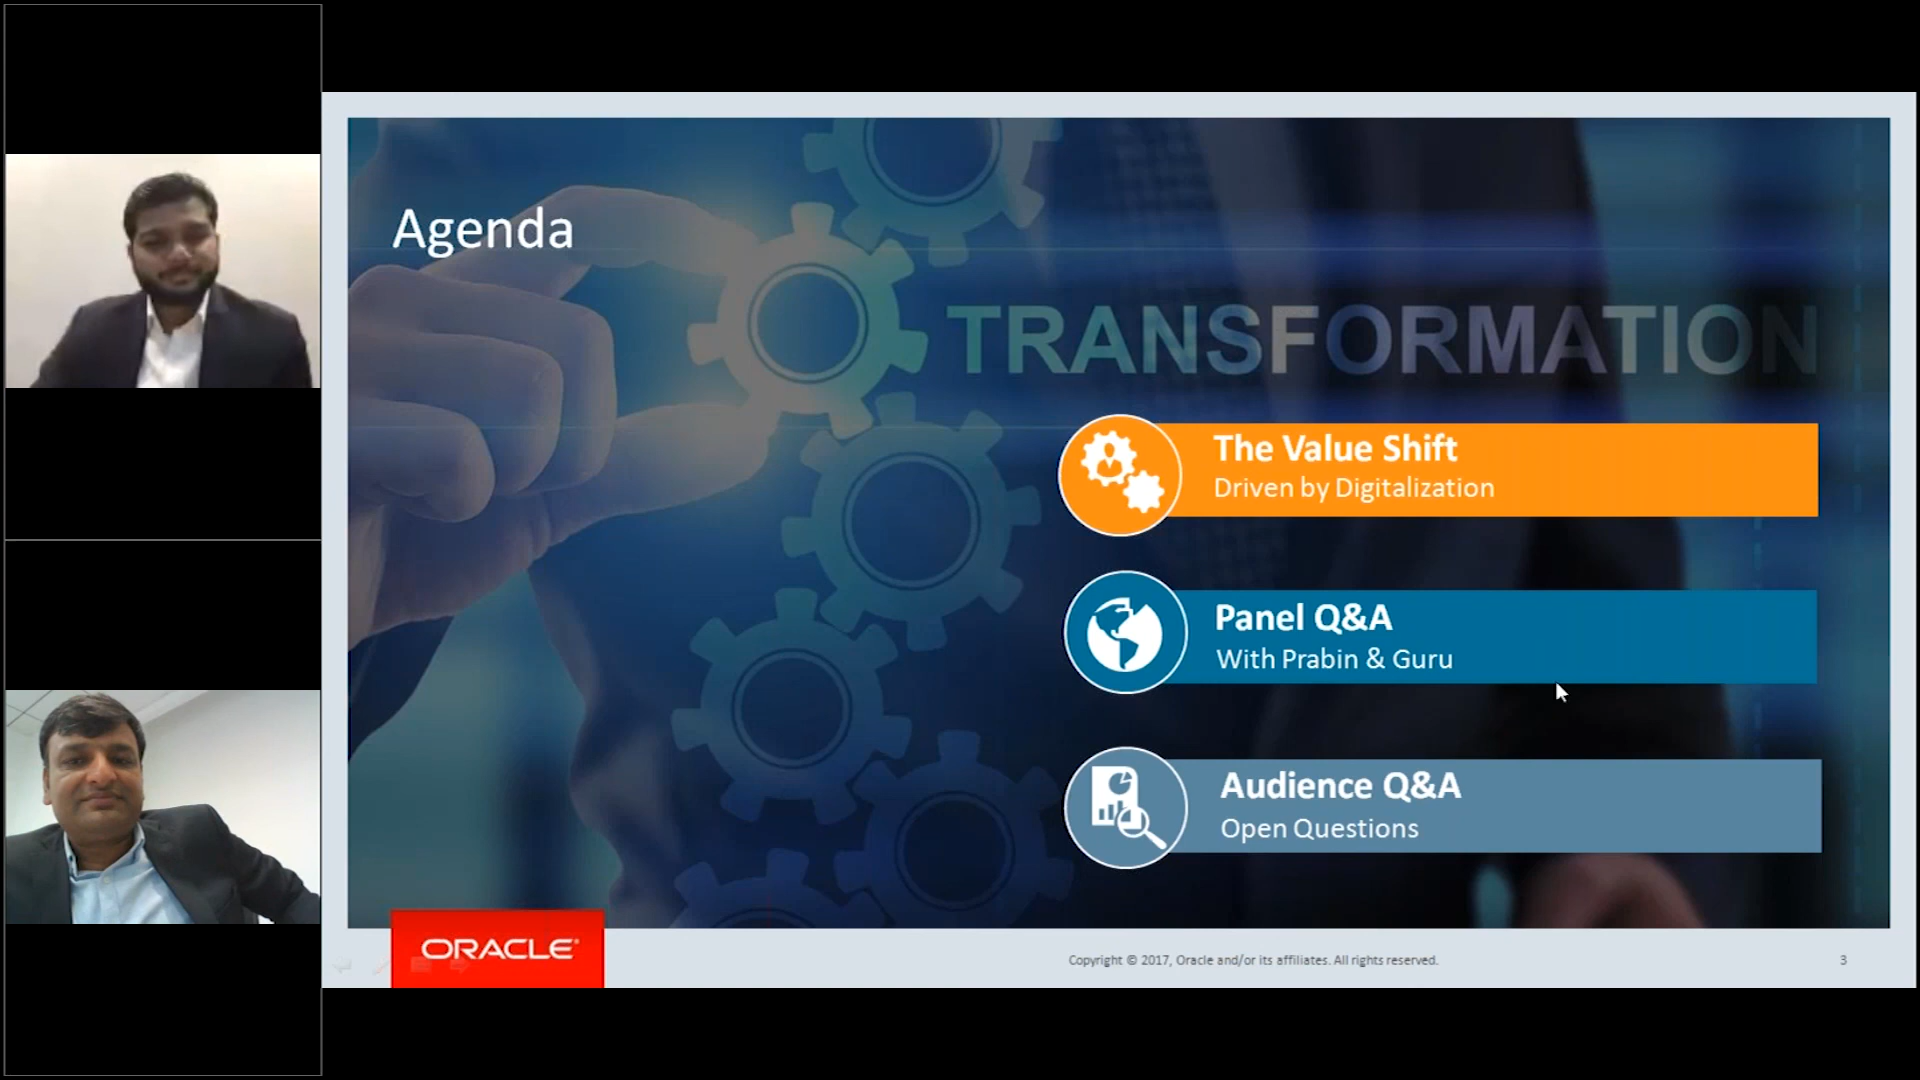 Agenda
TRANSFORMATION
The Value Shift
Driven by Digitalization
Panel Q&A
With Prabin & Guru
Audience Q&A
Open Questions
ORACLE®
Copyright © 2017, Oracle and/or its affiliates. All rights reserved.
3